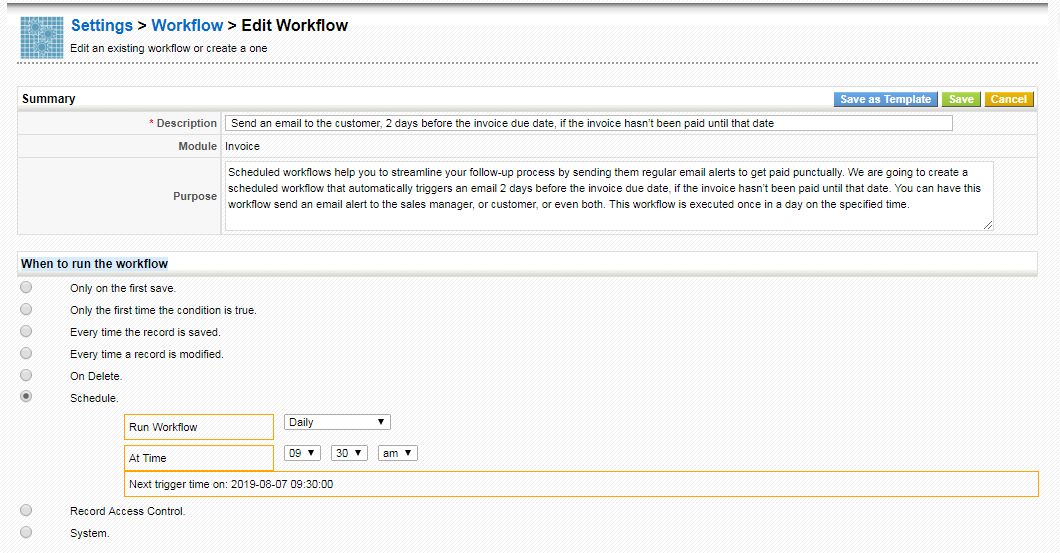 Settings > Workflow > Edit Workflow
Edit an existing workflow or create a one
Summary
Save as Template Save Cancel
* Description Send an email to the customer, 2 days before the invoice due date, if the invoice hasn't been paid until that date
Module Invoice
Scheduled workflows help you to streamline your follow-up process by sending them regular email alerts to get paid punctually. We are going to create a
Purpose scheduled workflow that automatically triggers an email 2 days before the invoice due date, if the invoice hasn't been paid until that date. You can have this
workflow send an email alert to the sales manager, or customer, or even both. This workflow is executed once in a day on the specified time.
When to run the workflow
Only on the first save.
Only the first time the condition is true.
Every time the record is saved.
Every time a record is modified.
On Delete.
Schedule.
Run Workflow Daily
At Time 09 30 am
Next trigger time on: 2019-08-07 09:30:00
Record Access Control.
System.